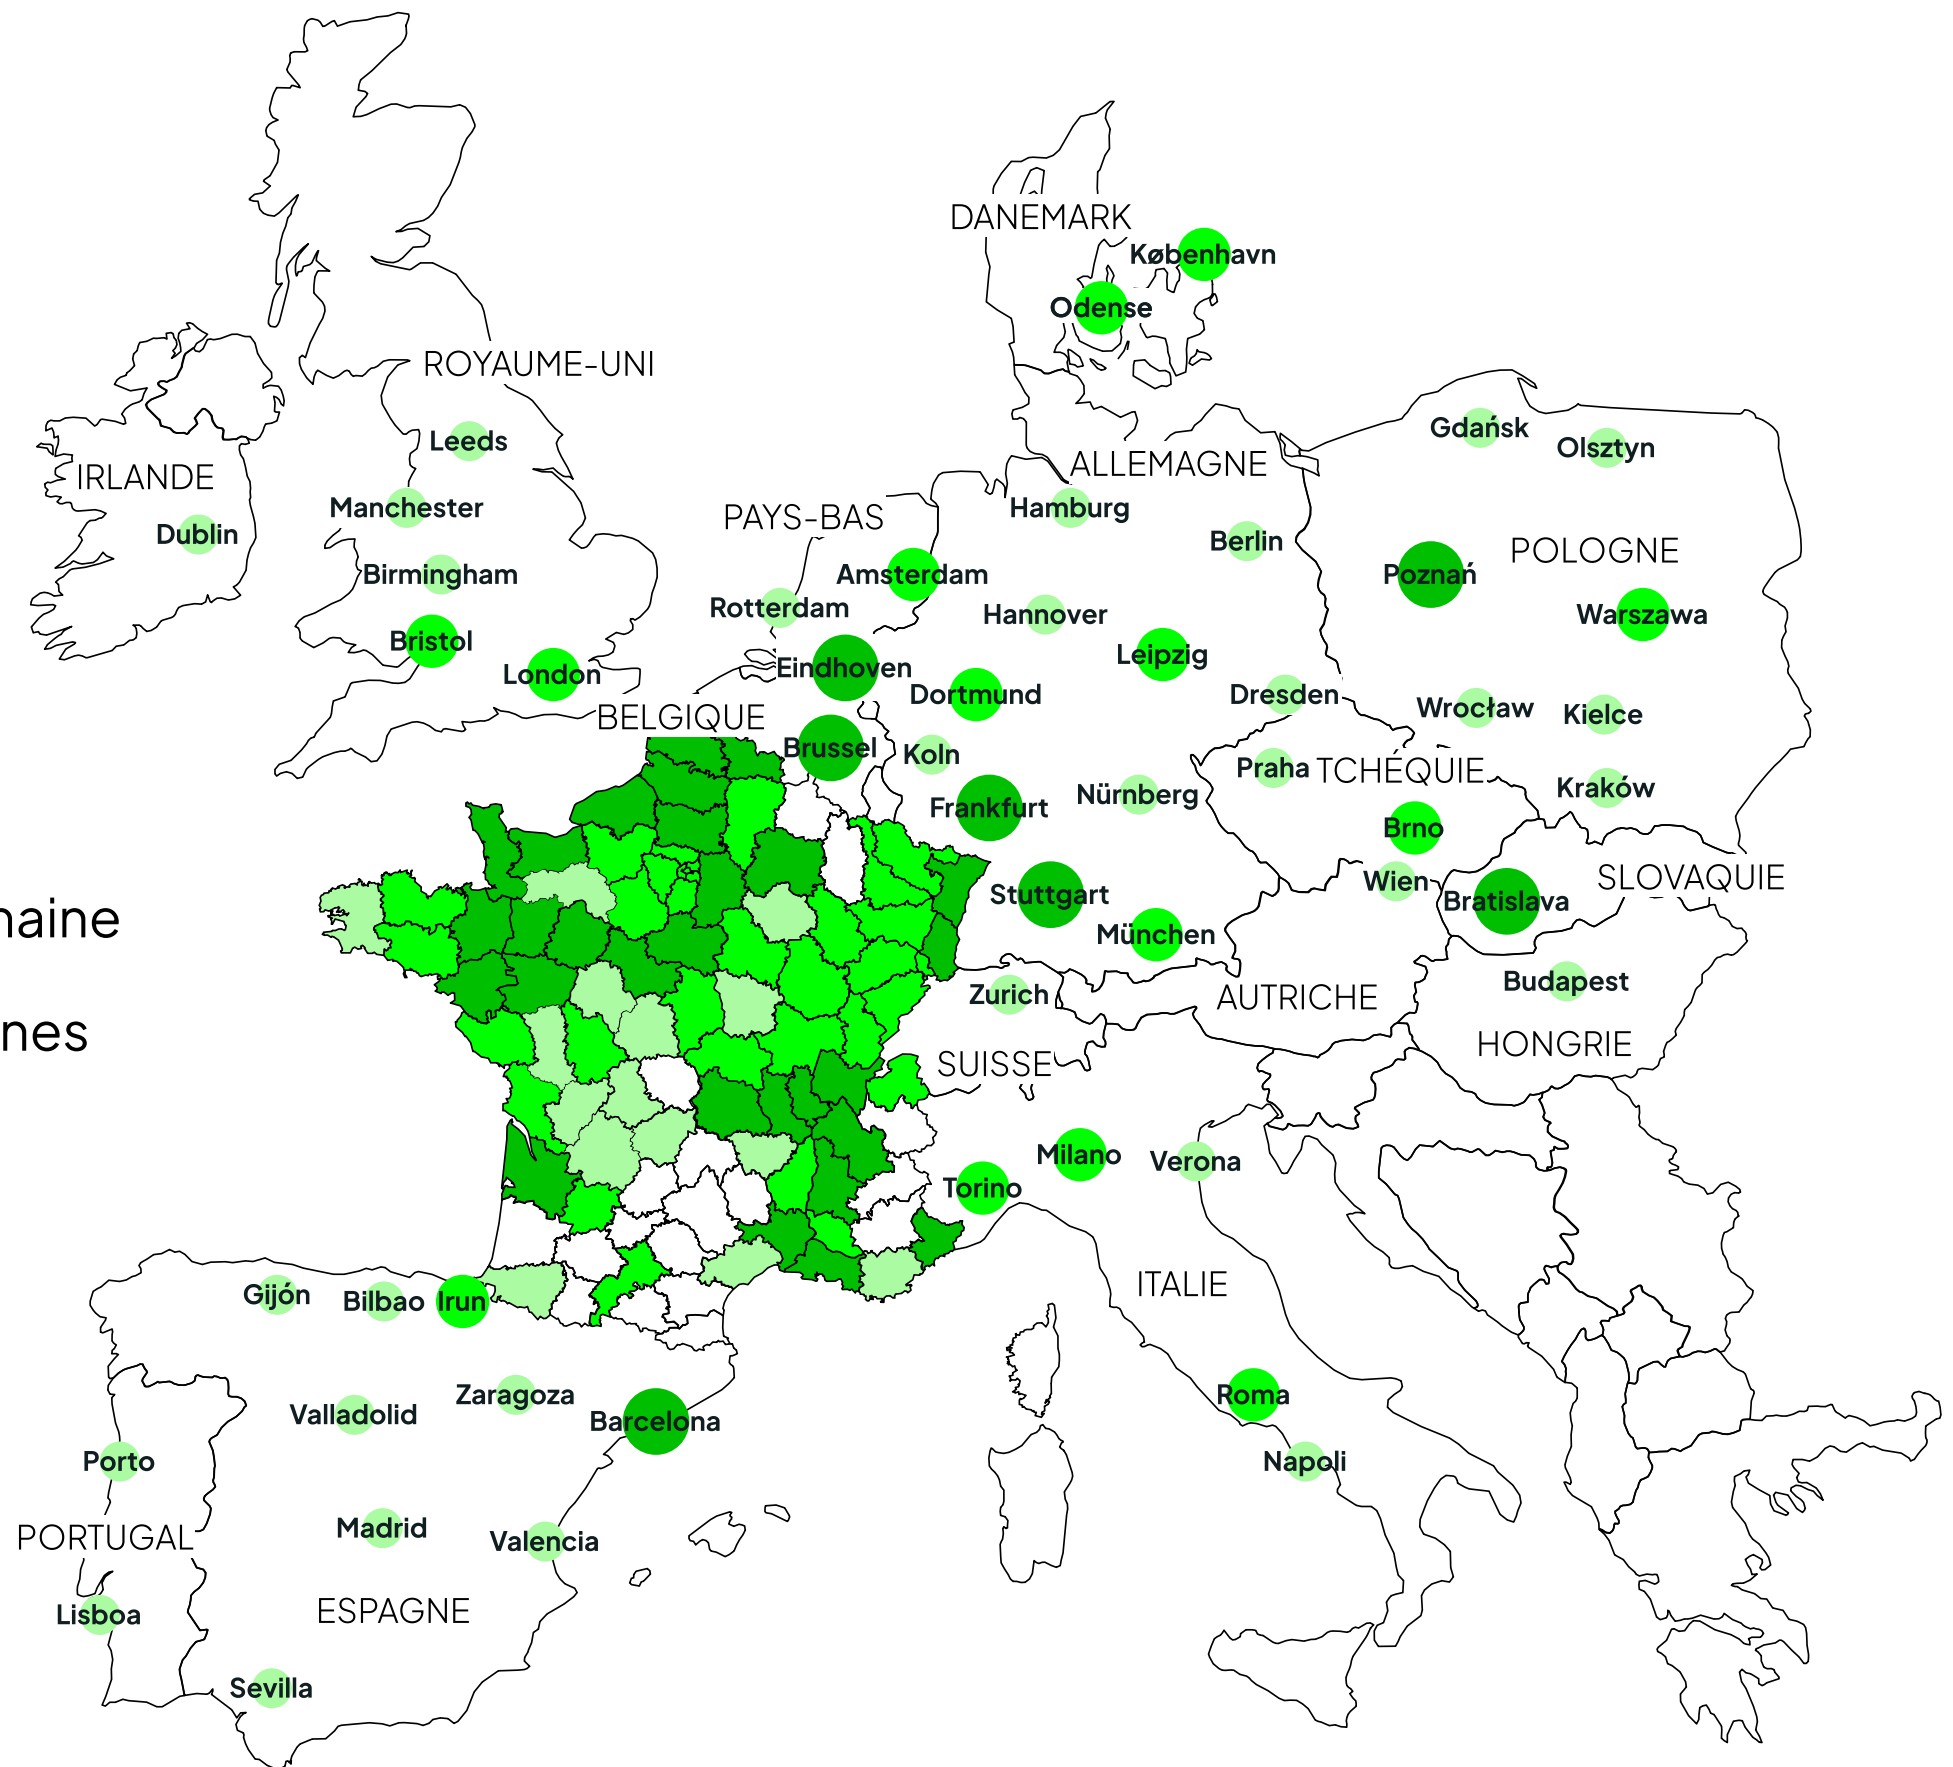 DANEMARK
København
Odense
ROYAUME-UNI
Gdańsk
Leeds
Olsztyn
ALLEMAGNE
IRLANDE
Manchester
Hamburg
PAYS-BAS
Dublin
Berlin
POLOGNE
Birmingham
Amsterdam
Poznań
Rotterdam
Hannover
Warszawa
Bristol
Leipzig
Eindhoven
London
Dortmund
Dresden
Wrocław
Kielce
BELGIQUE
Brussel
Koln
Praha
TCHÉQUIE
Kraków
Nürnberg
Frankfurt
Brno
SLOVAQUIE
Wien
Stuttgart
Bratislava
maine
München
Budapest
Zurich
AUTRICHE
nes
HONGRIE
SUISSE
Milano
Verona
Torino
ITALIE
Gijón
Bilbao
Irun
Zaragoza
Roma
Valladolid
Barcelona
Porto
Napoli
Madrid
PORTUGAL
Valencia
ESPAGNE
Lisboa
Sevilla